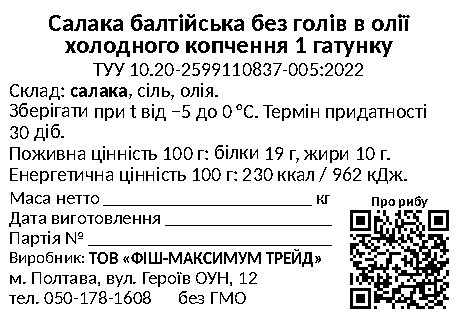 Салака балтійська без голів в олії
холодного копчення 1 гатунку
ТУУ 10.20-2599110837-005:2022
Склад: салака, сіль, олія.
Зберігати при t від −5 до 0 °С. Термін придатності
30 діб.
Поживна цінність 100 г: білки 19 г, жири 10 г.
Енергетична цінність 100 г: 230 ккал / 962 кДж.
Маса нетто ______________________ кг
Дата виготовлення ________________
Партія № ________________________
Про рибу
Виробник: ТОВ «ФІШ-МАКСИМУМ ТРЕЙД»
м. Полтава, вул. Героїв ОУН, 12
тел. 050-178-1608 без ГМО